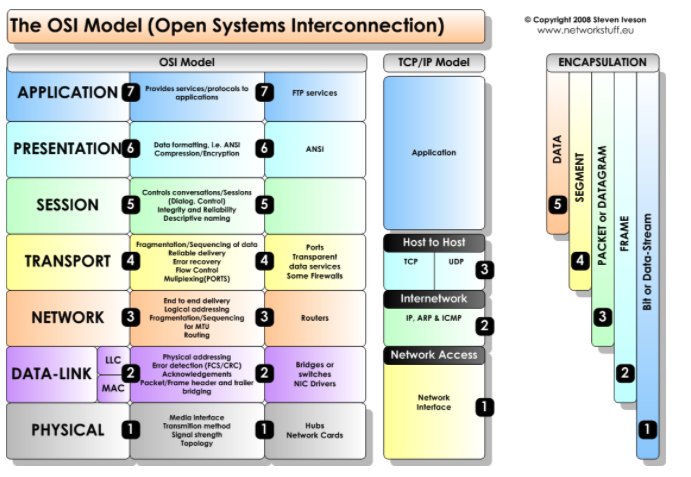 The OSI Model (Open Systems Interconnection)
© Copyright 2008 Steven Iveson
www.networkstuff.eu
OSI Model
TCP/IP Model
ENCAPSULATION
APPLICATION
7
Provides services/protocols to
applications
7
FTP services
PRESENTATION
6
Data formatting, i.e. ANSI
Compression/Encryption
6
ANSI
SESSION
5
Controls conversations/Sessions
(Dialog. Control)
Integrity and Reliability
Descriptive naming
5
TRANSPORT
4
Fragmentation/Sequencing of data
Reliable delivery
Error recovery
Flow Control
Muliplexing(PORTS)
4
Ports
Transparent
data services
Some Firewalls
NETWORK
3
End to end delivery
Logical addressing
Fragmentation/Sequencing
for MTU
Routing
3
Routers
DATA-LINK
LLC
MAC
2
Physical addressing
Error detection (FCS/CRC)
Acknowledgements
Packet/Frame header and trailer
bridging
2
Bridges or
switches
NIC Drivers
PHYSICAL
1
Media Interface
Transmition method
Signal strength
Topology
1
Hubs
Network Cards
Application
Host to Host
TCP
UDP
3
Internetwork
IP, ARP & ICMP
2
Network Access
Network
Interface
1
DATA
5
SEGMENT
4
PACKET or DATAGRAM
3
FRAME
2
Bit or Data-Stream
1